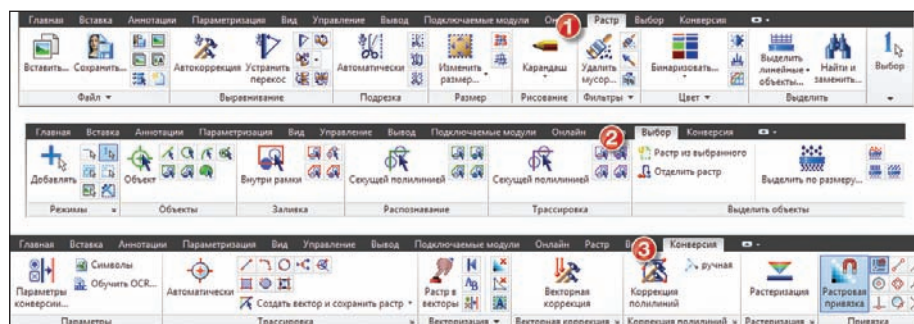 Главная Вставка Аннотации Параметризация Вид Управление Вывод Подключаемые модули 1 Растр Выбор Конверсия
Вставить... Сохранить... Автокоррекция Устранить перекос Автоматически Изменить размер... Карандаш Удалить мусор... Бинаризовать... Выделить линейные объекты... Найти и заменить... Выбор
Файл Выравнивание Подрезка Размер Рисование Фильтры Цвет Выделить
Главная Вставка Аннотации Параметризация Вид Управление Вывод Подключаемые модули Онлайн 2 Выбор Конверсия
Добавлять Объект Внутри рамки Секущей полилинией Секущей полилинией Растр из выбранного Отделить растр Выделить по размеру...
Режимы Объекты Заливка Распознавание Трассировка Выделить объекты
Главная Вставка Аннотации Параметризация Вид Управление Вывод Подключаемые модули Онлайн Растр 3 Конверсия
Параметры конверсии... Символы Обучить OCR... Автоматически Создать вектор и сохранить растр Растр в векторы Векторная коррекция Коррекция полилиний ручная Растеризация Растровая привязка
Параметры Трассировка Векторизация Векторная коррекция Коррекция полилиний Растеризация Привязка